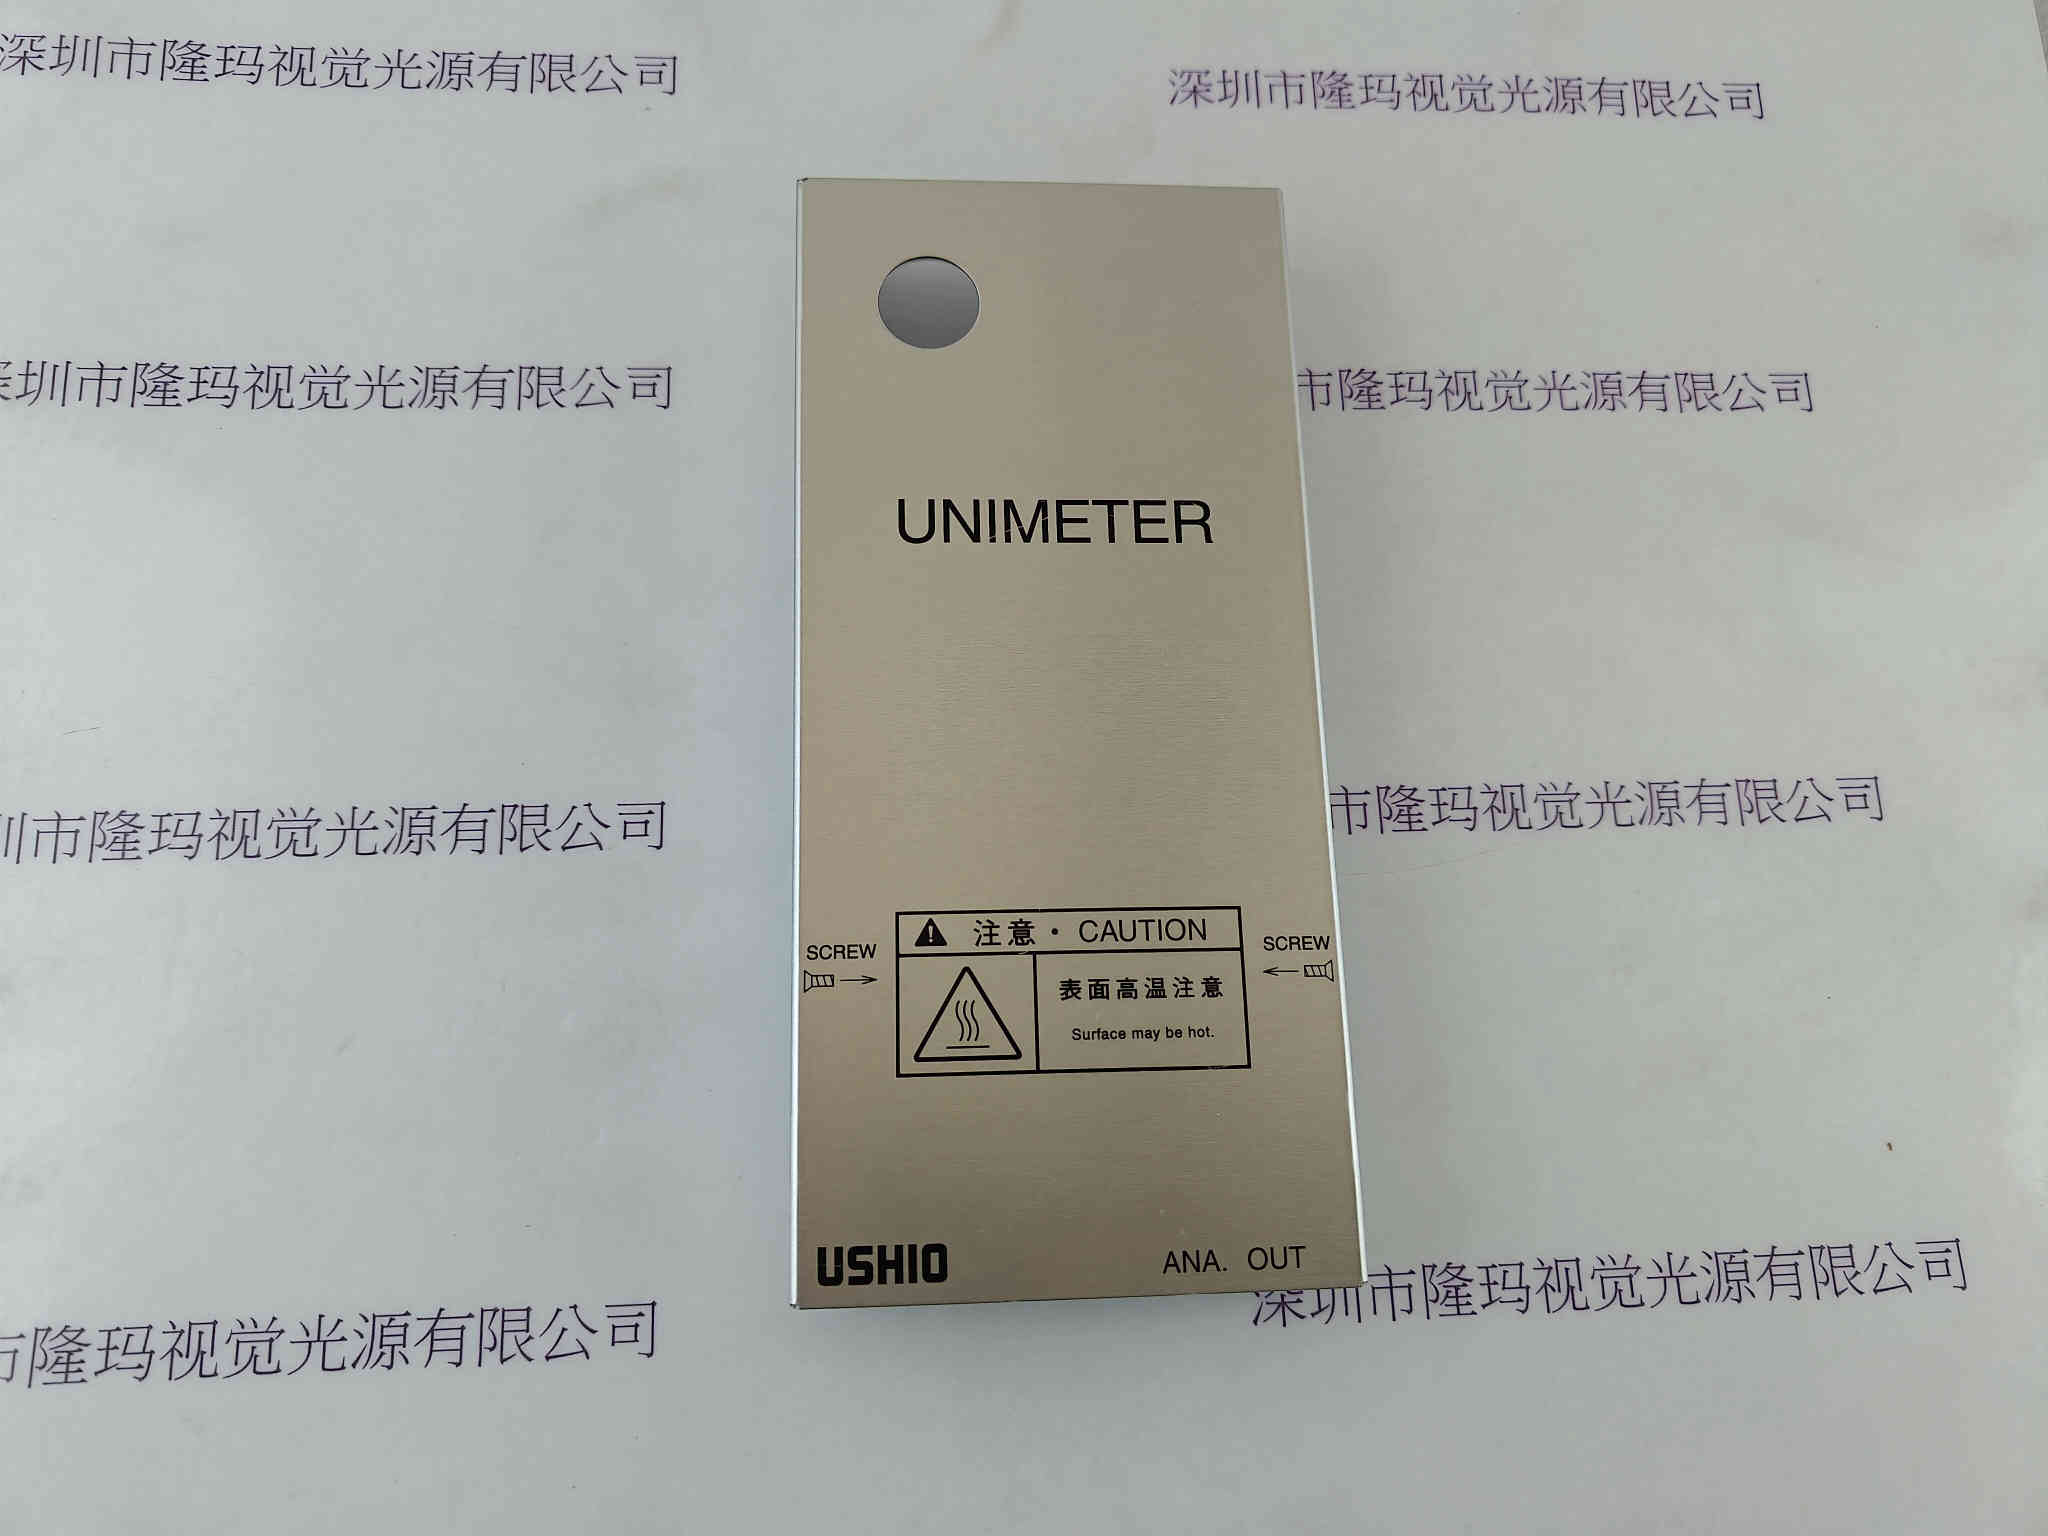 深圳市隆玛视觉光源有限公司
深圳市隆玛视觉光源有限公司
圳市隆玛视觉光源有限公司
市隆玛视觉光源有限公司
UNIMETER
市隆玛视觉光源有限公司
市隆玛视觉光源有限公司
注意・CAUTION
SCREW
SCREW
表面高温注意
Surface may be hot.
USHIO
ANA. OUT
深圳市隆玛视觉光源有限公司
市隆玛视觉光源有限公司